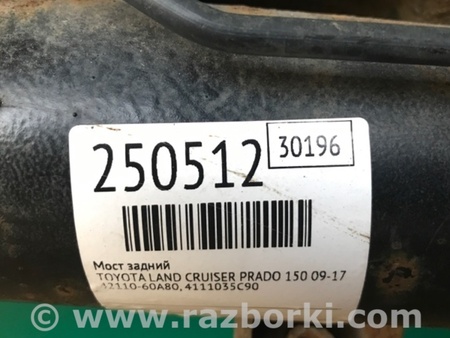 250512
30196
Мост задний
TOYOTA LAND CRUISER PRADO 150 09-17
42110-60A80, 4111035C90
www.razborki.com